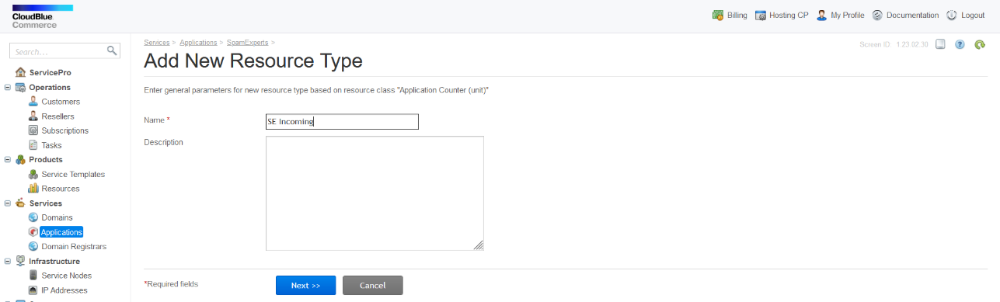 CloudBlue
Commerce
Billing
Hosting CP
My Profile
Documentation
Logout
Search...
ServicePro
Operations
Customers
Resellers
Subscriptions
Tasks
Products
Service Templates
Resources
Services
Domains
Applications
Domain Registrars
Infrastructure
Service Nodes
IP Addresses
Services > Applications > SpamExperts >
Screen ID: 1.23.02.30
Add New Resource Type
Enter general parameters for new resource type based on resource class "Application Counter (unit)"
Name *
SE Incoming
Description
*Required fields
Next >>
Cancel